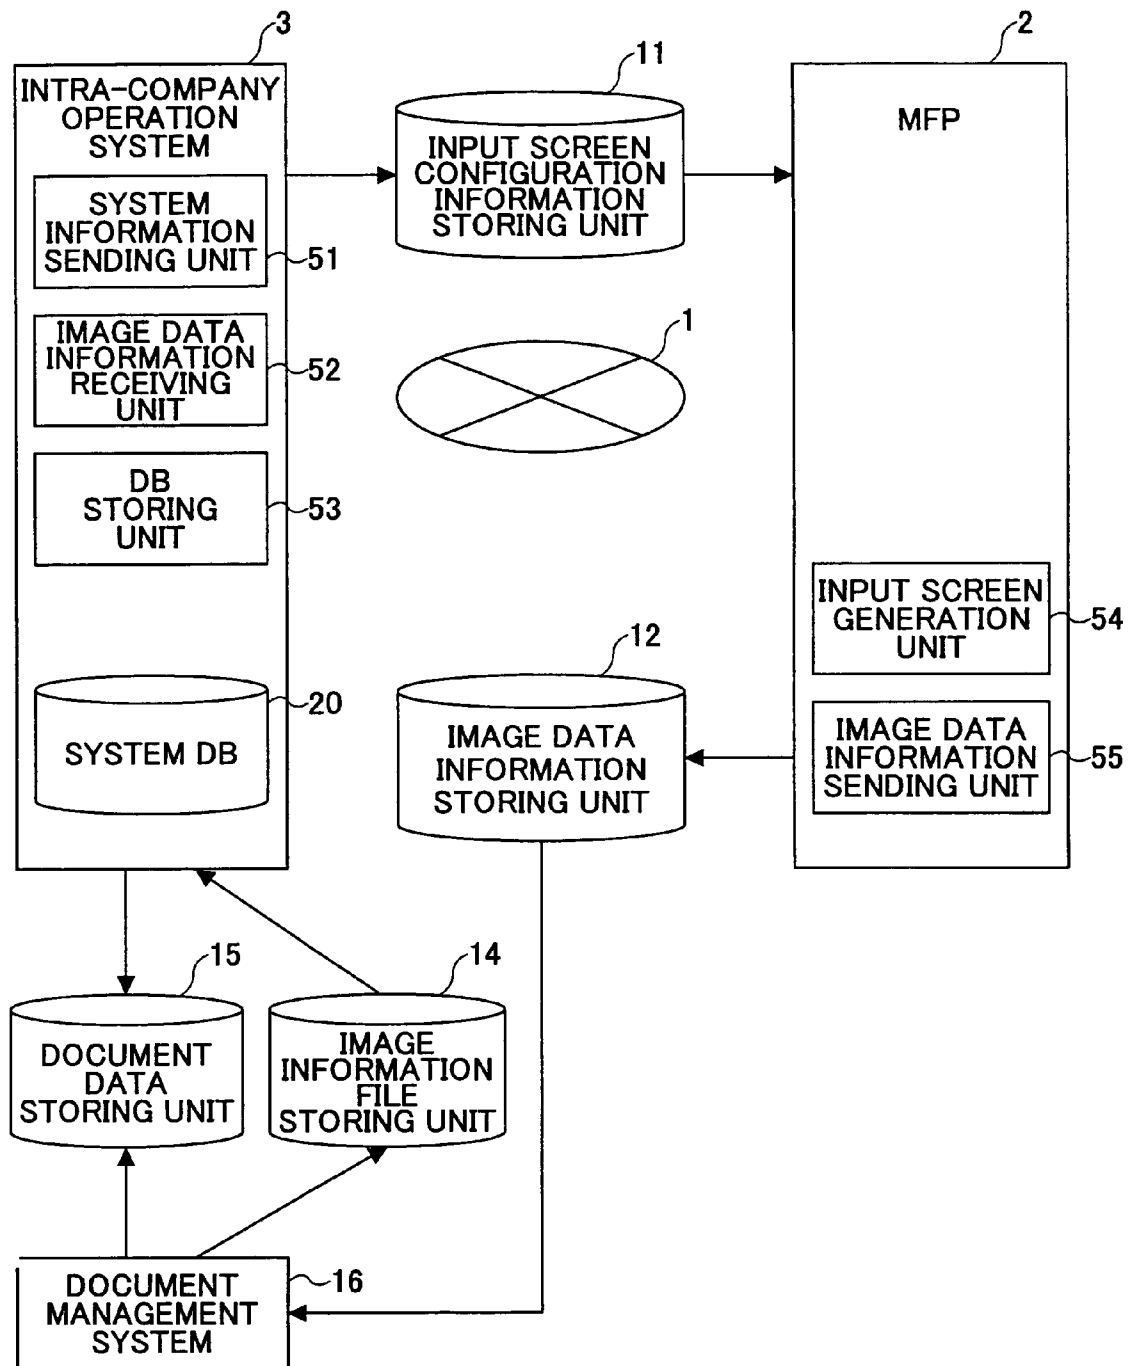 3
INTRA-COMPANY
OPERATION
SYSTEM
SYSTEM
INFORMATION
SENDING UNIT
51
IMAGE DATA
INFORMATION
RECEIVING
UNIT
52
DB
STORING
UNIT
53
20
SYSTEM DB
11
INPUT SCREEN
CONFIGURATION
INFORMATION
STORING UNIT
1
12
IMAGE DATA
INFORMATION
STORING UNIT
2
MFP
INPUT SCREEN
GENERATION
UNIT
54
IMAGE DATA
INFORMATION
SENDING UNIT
55
15
DOCUMENT
DATA
STORING UNIT
14
IMAGE
INFORMATION
FILE
STORING UNIT
DOCUMENT
MANAGEMENT
SYSTEM
16